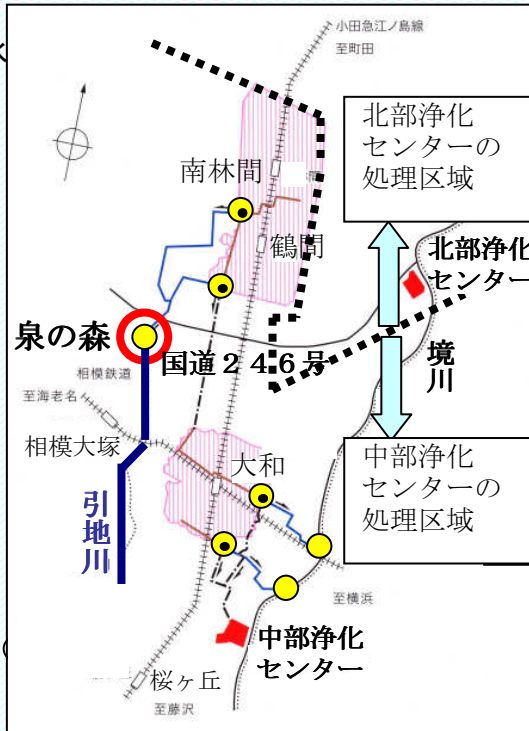 小田急江ノ島線
至町田
北部浄化
センターの
処理区域
南林間
鶴間
北部浄化
センター
泉の森
国道246号
境川
相模鉄道
至海老名
相模大塚
大和
中部浄化
センターの
処理区域
引地川
至横浜
中部浄化
センター
桜ヶ丘
至藤沢